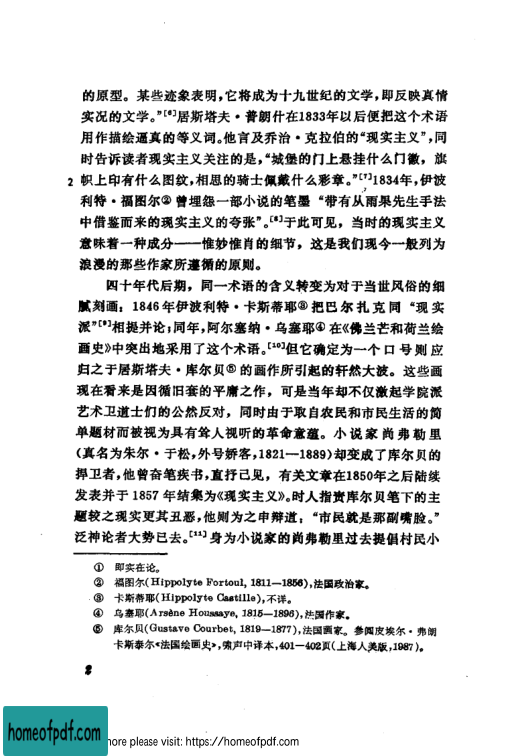 的原型。某些迹象表明,它将成为十九世纪的文学,即反映真情
实况的文学。”[6]居斯塔夫·普朗什在1833年以后便把这个术语
用作描绘逼真的等义词。他言及乔治·克拉伯的“现实主义”,同
时告诉读者现实主义关注的是,“城堡的门上悬挂什么门徽,旗
2 帜上印有什么图纹,相思的骑士佩戴什么彩章。”[7]1834年,伊波
利特·福图尔②曾埋怨一部小说的笔墨“带有从雨果先生手法
中借鉴而来的现实主义的夸张”。[8]于此可见,当时的现实主义
意味着一种成分——惟妙惟肖的细节,这是我们现今一般列为
浪漫的那些作家所遵循的原则。
四十年代后期,同一术语的含义转变为对于当世风俗的细
腻刻画:1846年伊波利特·卡斯蒂耶③把巴尔扎克同“现实
派”[9]相提并论;同年,阿尔塞纳·乌塞耶④在《佛兰芒和荷兰绘
画史》中突出地采用了这个术语。[10]但它确定为一个口号则应
归之于居斯塔夫·库尔贝⑤的画作所引起的轩然大波。这些画
现在看来是因循旧套的平庸之作,可是当年却不仅激起学院派
艺术卫道士们的公然反对,同时由于取自农民和市民生活的简
单题材而被视为具有耸人视听的革命意蕴。小说家尚弗勒里
(真名为朱尔·于松,外号娇客,1821—1889)却变成了库尔贝的
捍卫者,他曾奋笔疾书,直抒己见,有关文章在1850年之后陆续
发表并于1857年结集为《现实主义》。时人指责库尔贝笔下的主
题较之现实更其丑恶,他则为之申辩道:“市民就是那副嘴脸。”
泛神论者大势已去。[11]身为小说家的尚弗勒里过去提倡村民小
① 即实在论。
② 福图尔(Hippolyte Fortoul, 1811—1856),法国政治家。
③ 卡斯蒂耶(Hippolyte Castille),不详。
④ 乌塞耶(Arsène Houssaye, 1815—1896),法国作家。
⑤ 库尔贝(Gustave Courbet, 1819—1877),法国画家。参阅皮埃尔·弗朗
卡斯泰尔《法国绘画史》,啸声中译本,401—402页(上海人美版,1987)。
2
homeofpdf.com
more please visit: https://homeofpdf.com